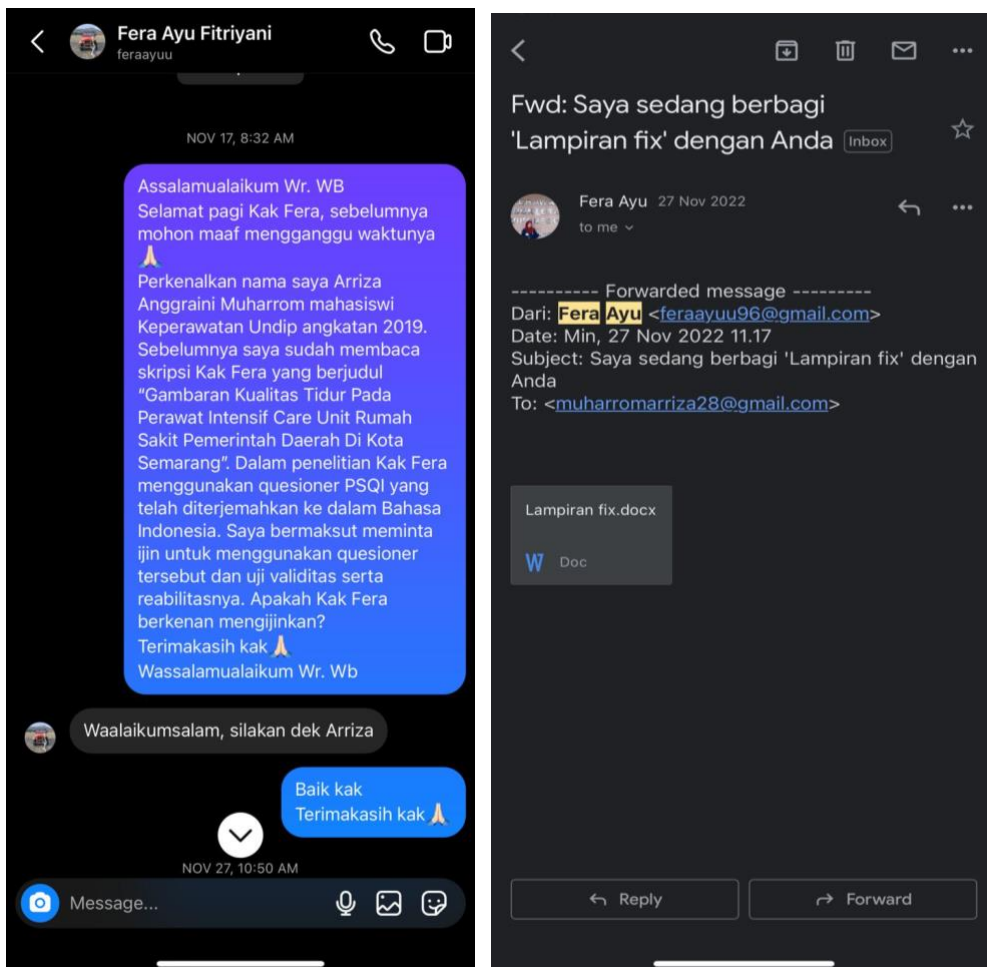 Fera Ayu Fitriyani
feraayuu
NOV 17, 8:32 AM
Assalamualaikum Wr. WB
Selamat pagi Kak Fera, sebelumnya
mohon maaf mengganggu waktunya
🙏🏻
Perkenalkan nama saya Arriza
Anggraini Muharrom mahasiswi
Keperawatan Undip angkatan 2019.
Sebelumnya saya sudah membaca
skripsi Kak Fera yang berjudul
“Gambaran Kualitas Tidur Pada
Perawat Intensif Care Unit Rumah
Sakit Pemerintah Daerah Di Kota
Semarang”. Dalam penelitian Kak Fera
menggunakan quesioner PSQI yang
telah diterjemahkan ke dalam Bahasa
Indonesia. Saya bermaksut meminta
ijin untuk menggunakan quesioner
tersebut dan uji validitas serta
reabilitasnya. Apakah Kak Fera
berkenan mengijinkan?
Terimakasih kak🙏🏻
Wassalamualaikum Wr. Wb
Waalaikumsalam, silakan dek Arriza
Baik kak
Terimakasih kak🙏🏻
NOV 27, 10:50 AM
Message...
Fwd: Saya sedang berbagi
'Lampiran fix' dengan Anda Inbox
Fera Ayu 27 Nov 2022
to me
---------- Forwarded message ---------
Dari: Fera Ayu <feraayuu96@gmail.com>
Date: Min, 27 Nov 2022 11.17
Subject: Saya sedang berbagi 'Lampiran fix' dengan
Anda
To: <muharromarriza28@gmail.com>
Lampiran fix.docx
W Doc
Reply
Forward